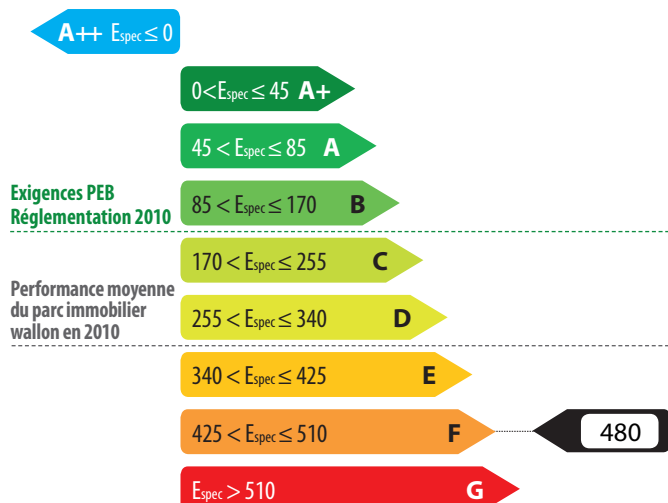 A++ Espec ≤ 0
0<Espec ≤ 45 A+
45 < Espec ≤ 85 A
Exigences PEB
Réglementation 2010
85 < Espec ≤ 170 B
170 < Espec ≤ 255 C
Performance moyenne
du parc immobilier
wallon en 2010
255 < Espec ≤ 340 D
340 < Espec ≤ 425 E
425 < Espec ≤ 510 F
480
Espec > 510 G